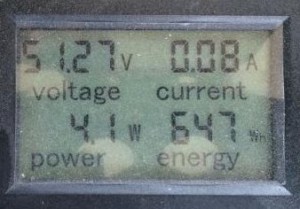 51.27V 0.08A
voltage current
4.1W 647Wh
power energy